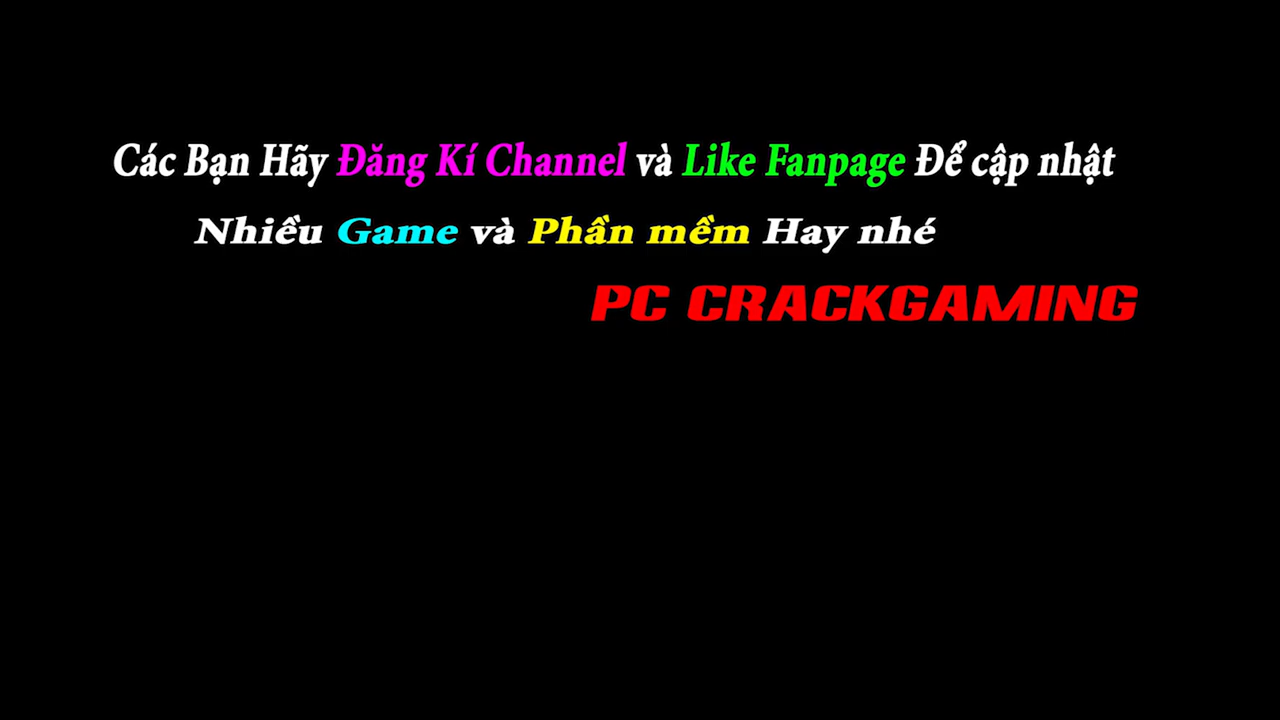 Các Bạn Hãy Đăng Kí Channel và Like Fanpage Để cập nhật
Nhiều Game và Phần mềm Hay nhé
PC CRACKGAMING